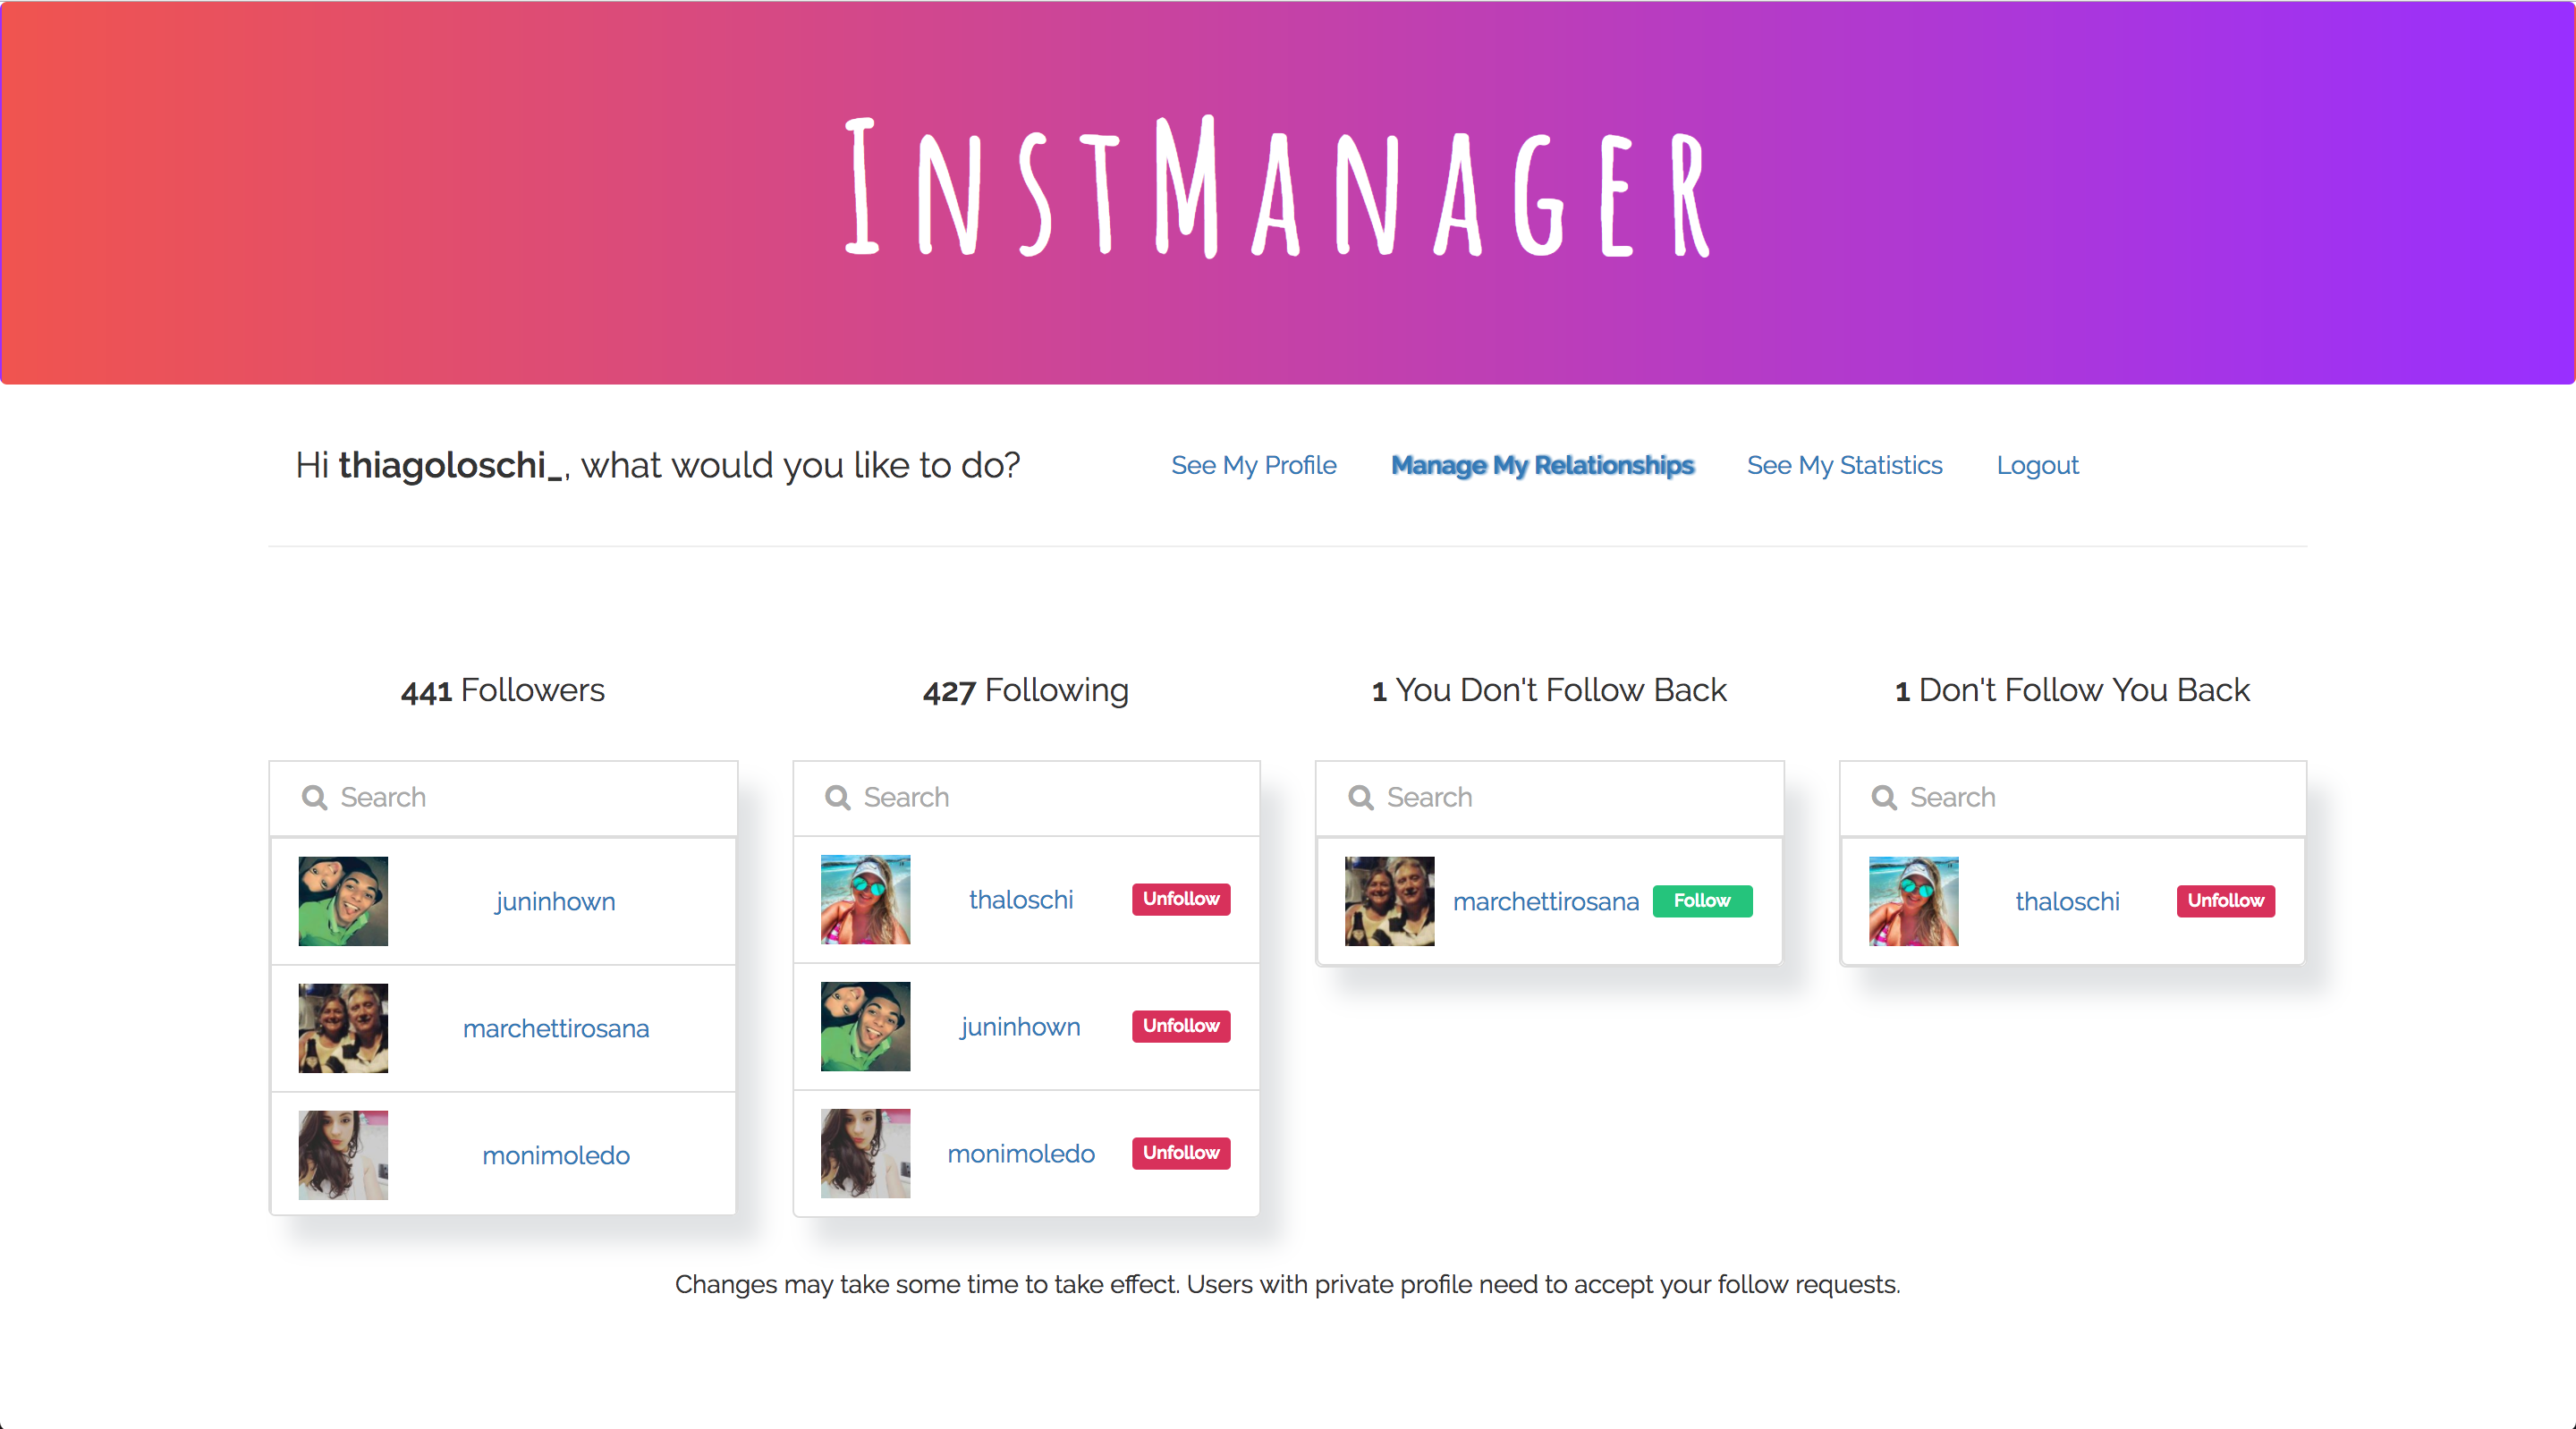 InstManager
Hi thiagoloschi_, what would you like to do?
See My Profile
Manage My Relationships
See My Statistics
Logout
441 Followers
Search
juninhown
marchettirosana
monimoledo
427 Following
Search
thaloschi Unfollow
juninhown Unfollow
monimoledo Unfollow
1 You Don't Follow Back
Search
marchettirosana Follow
1 Don't Follow You Back
Search
thaloschi Unfollow
Changes may take some time to take effect. Users with private profile need to accept your follow requests.